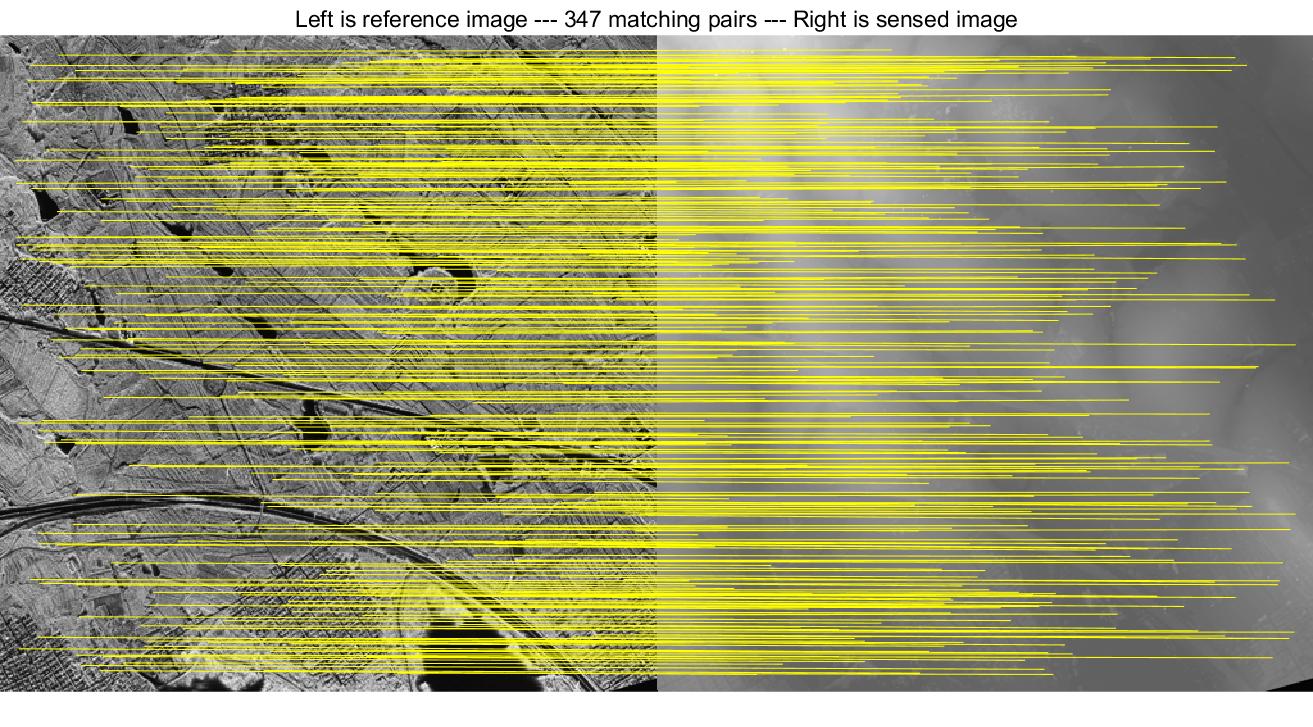 Left is reference image --- 347 matching pairs --- Right is sensed image